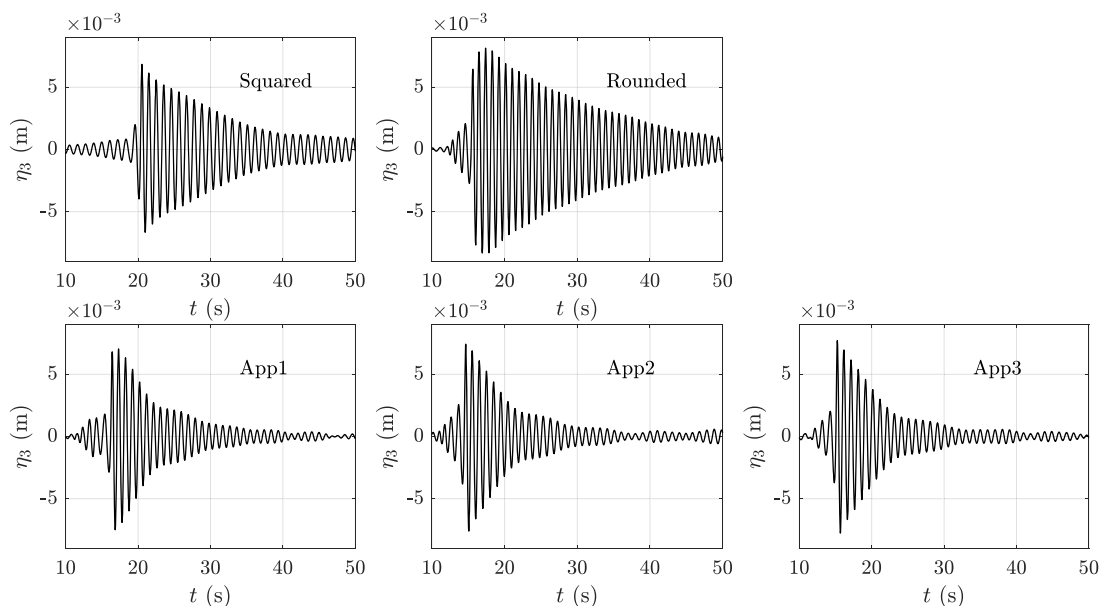 ×10⁻³ ×10⁻³
Squared Rounded
η₃ (m) η₃ (m)
5 0 -5
5 0 -5
10 20 30 40 50
10 20 30 40 50
t (s) t (s)
×10⁻³ ×10⁻³ ×10⁻³
App1 App2 App3
η₃ (m) η₃ (m) η₃ (m)
5 0 -5
5 0 -5
5 0 -5
10 20 30 40 50
10 20 30 40 50
10 20 30 40 50
t (s) t (s) t (s)